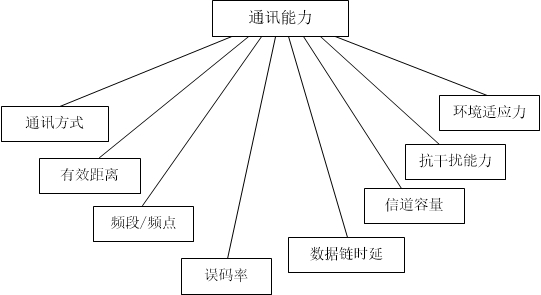 通讯能力
通讯方式
有效距离
频段/频点
误码率
数据链时延
信道容量
抗干扰能力
环境适应力